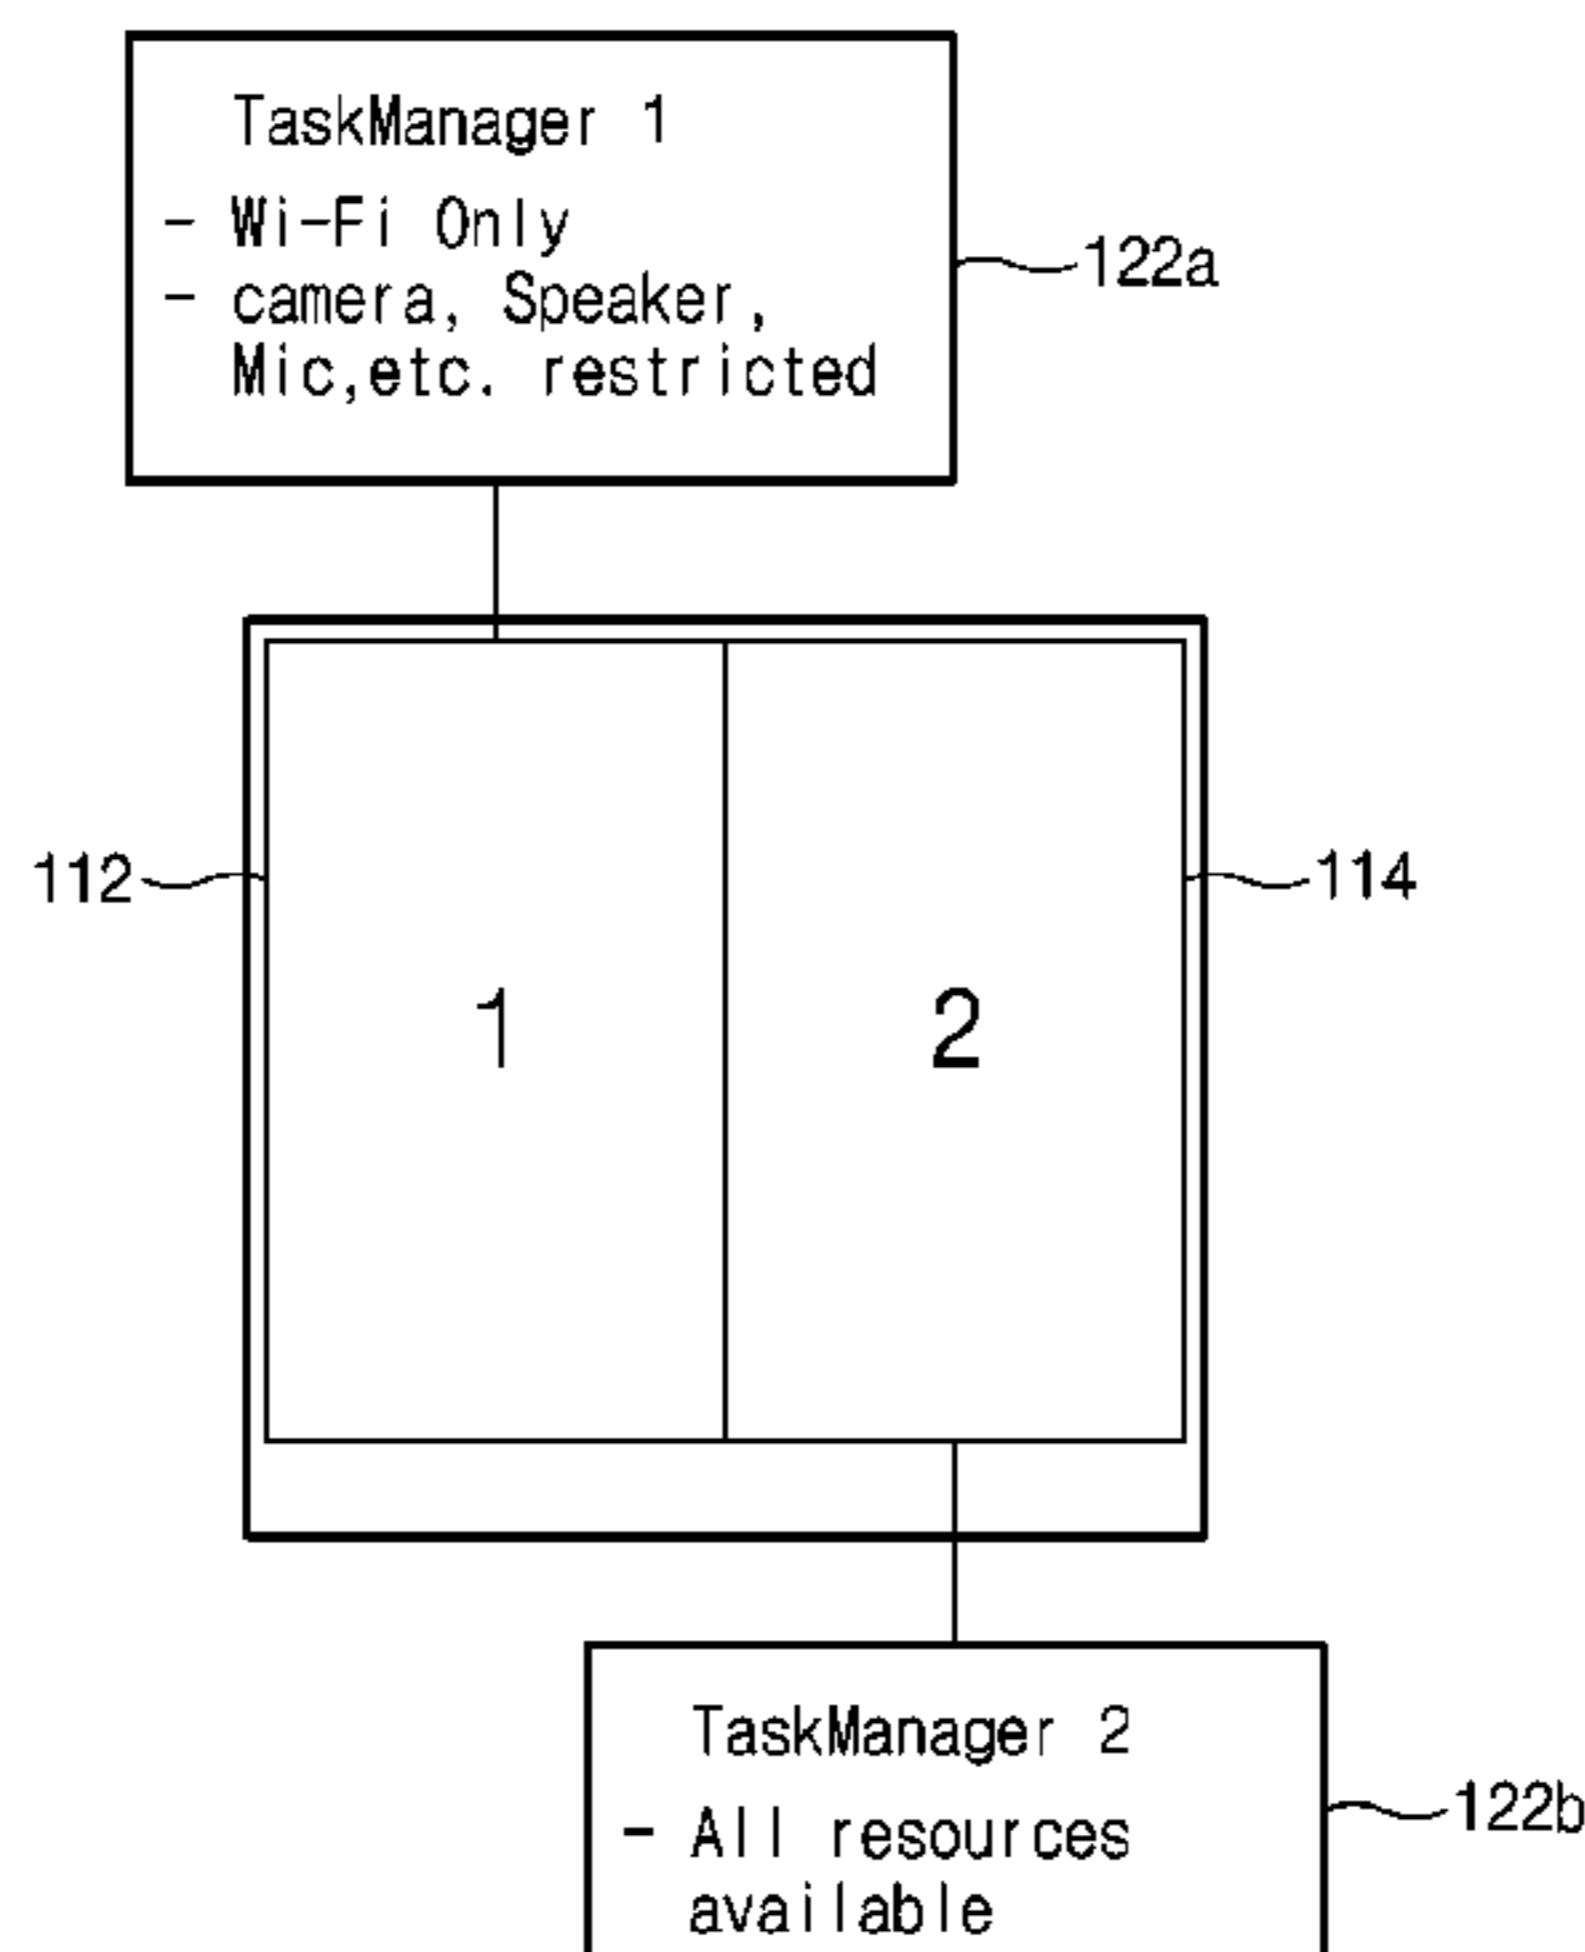 TaskManager 1
- Wi-Fi Only
- camera, Speaker,
Mic,etc. restricted
122a
112
114
1
2
TaskManager 2
- All resources
available
122b